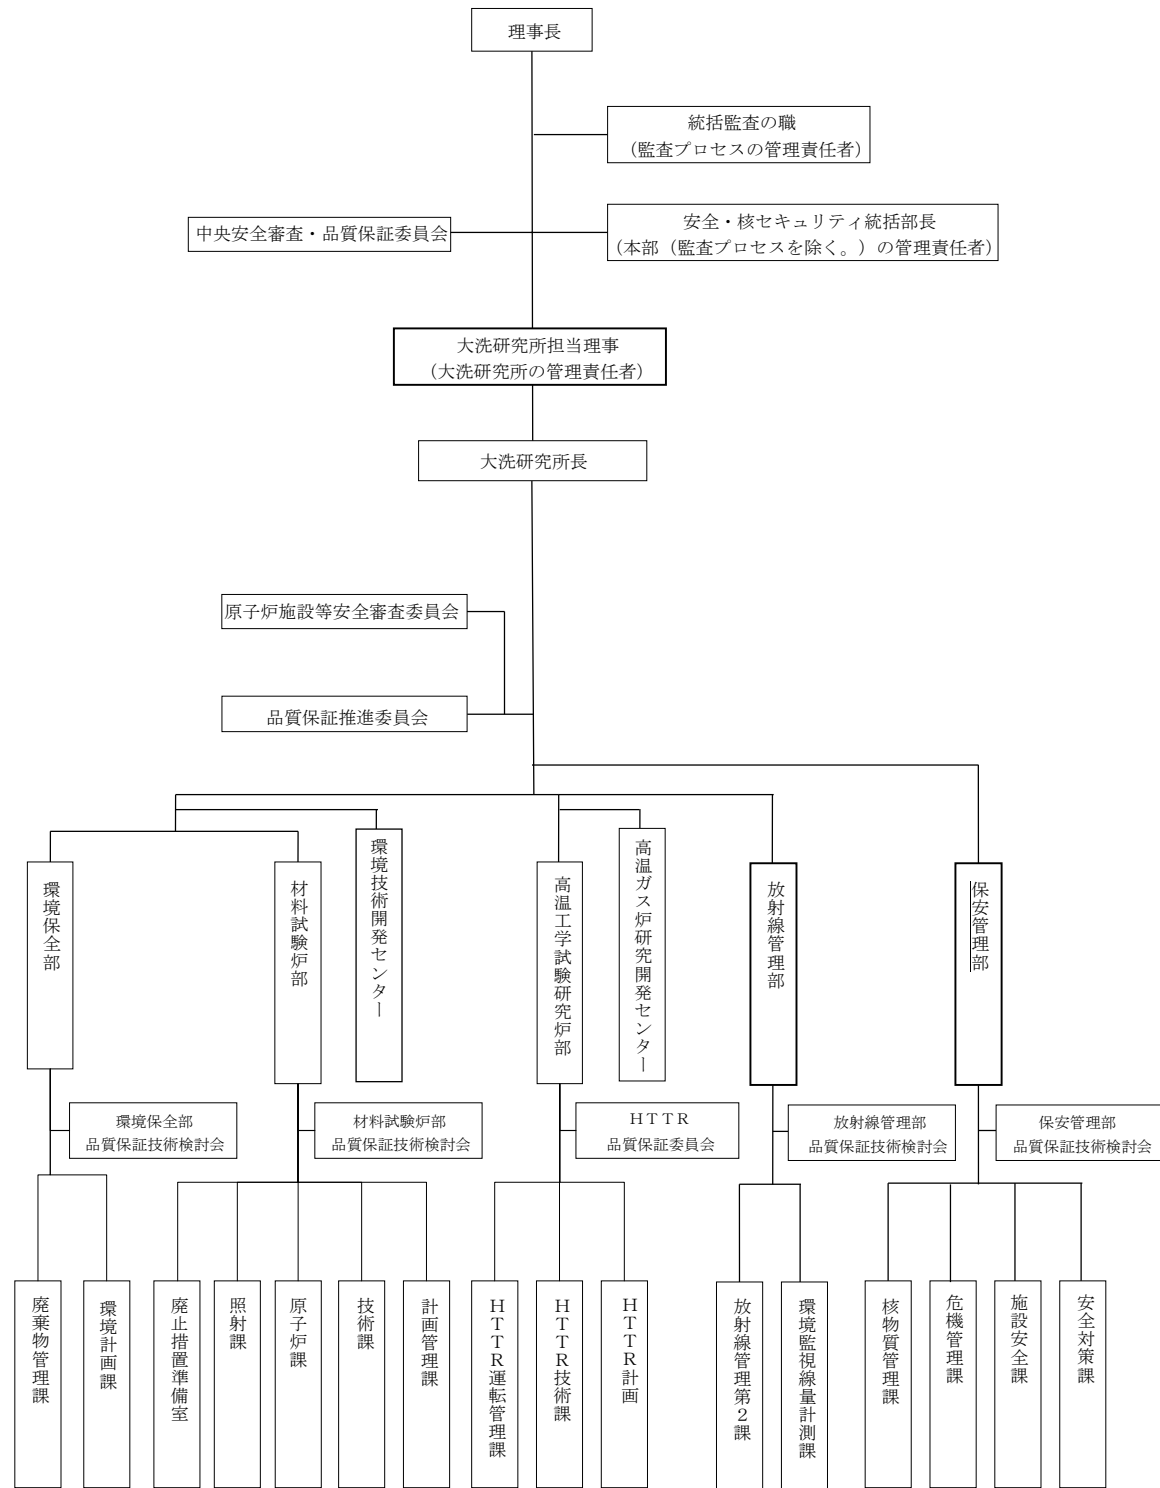 理事長
統括監査の職
（監査プロセスの管理責任者）
中央安全審査・品質保証委員会
安全・核セキュリティ統括部長
（本部（監査プロセスを除く。）の管理責任者）
大洗研究所担当理事
（大洗研究所の管理責任者）
大洗研究所長
原子炉施設等安全審査委員会
品質保証推進委員会
環境保全部
材料試験炉部
環境技術開発センター
高温工学試験研究炉部
高温ガス炉研究開発センター
放射線管理部
保安管理部
環境保全部
品質保証技術検討会
材料試験炉部
品質保証技術検討会
ＨＴＴＲ
品質保証委員会
放射線管理部
品質保証技術検討会
保安管理部
品質保証技術検討会
廃棄物管理課
環境計画課
廃止措置準備室
照射課
原子炉課
技術課
計画管理課
ＨＴＴＲ運転管理課
ＨＴＴＲ技術課
ＨＴＴＲ計画
放射線管理第２課
環境監視線量計測課
核物質管理課
危機管理課
施設安全課
安全対策課